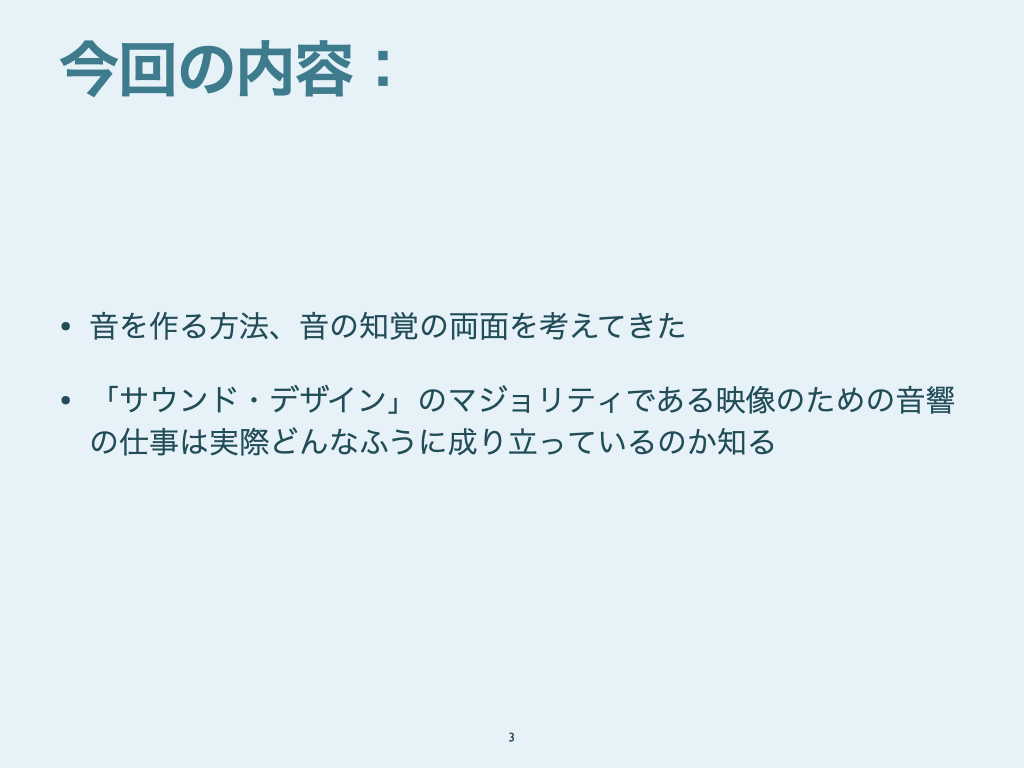 今回の内容：
• 音を作る方法、音の知覚の両面を考えてきた
• 「サウンド・デザイン」のマジョリティである映像のための音響
の仕事は実際どんなふうに成り立っているのか知る
3